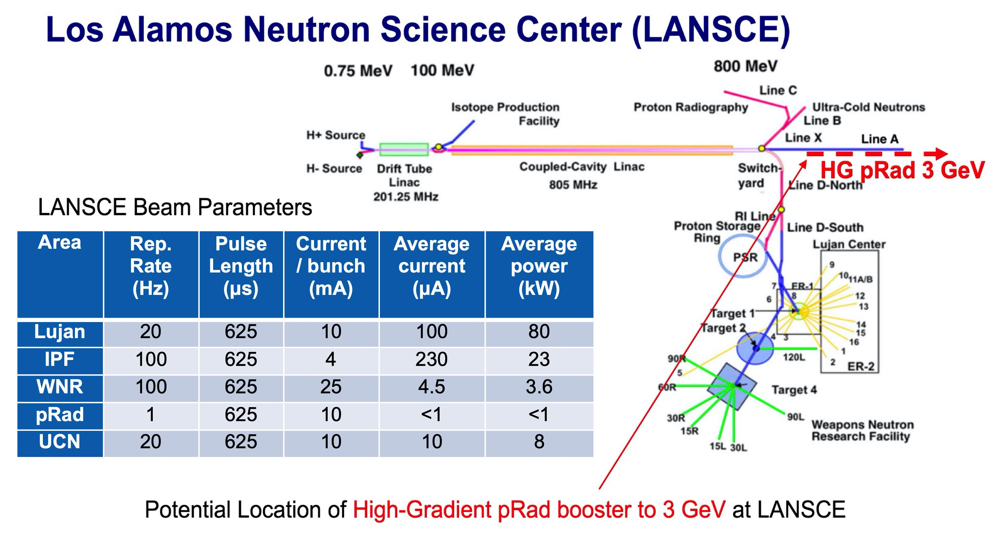 Los Alamos Neutron Science Center (LANSCE)
0.75 MeV
100 MeV
800 MeV
Line C
Isotope Production
Facility
Proton Radiography
Ultra-Cold Neutrons
Line B
H+ Source
Line X
Line A
H- Source
Drift Tube
Linac
201.25 MHz
Coupled-Cavity Linac
805 MHz
Switch-
yard
HG pRad 3 GeV
Line D-North
RI Line
Proton Storage
Ring
PSR
Line D-South
Lujan Center
9
10
11A/B
7
ER-1
8
6
12
13
Target 1
Target 2
14
15
4
3
16
1
120L
2
ER-2
90R
5
60R
Target 4
30R
15R
90L
15L
30L
Weapons Neutron
Research Facility
LANSCE Beam Parameters
Area
Rep.
Rate
(Hz)
Pulse
Length
(µs)
Current
/ bunch
(mA)
Average
current
(µA)
Average
power
(kW)
Lujan 20 625 10 100 80
IPF 100 625 4 230 23
WNR 100 625 25 4.5 3.6
pRad 1 625 10 <1 <1
UCN 20 625 10 10 8
Potential Location of High-Gradient pRad booster to 3 GeV at LANSCE